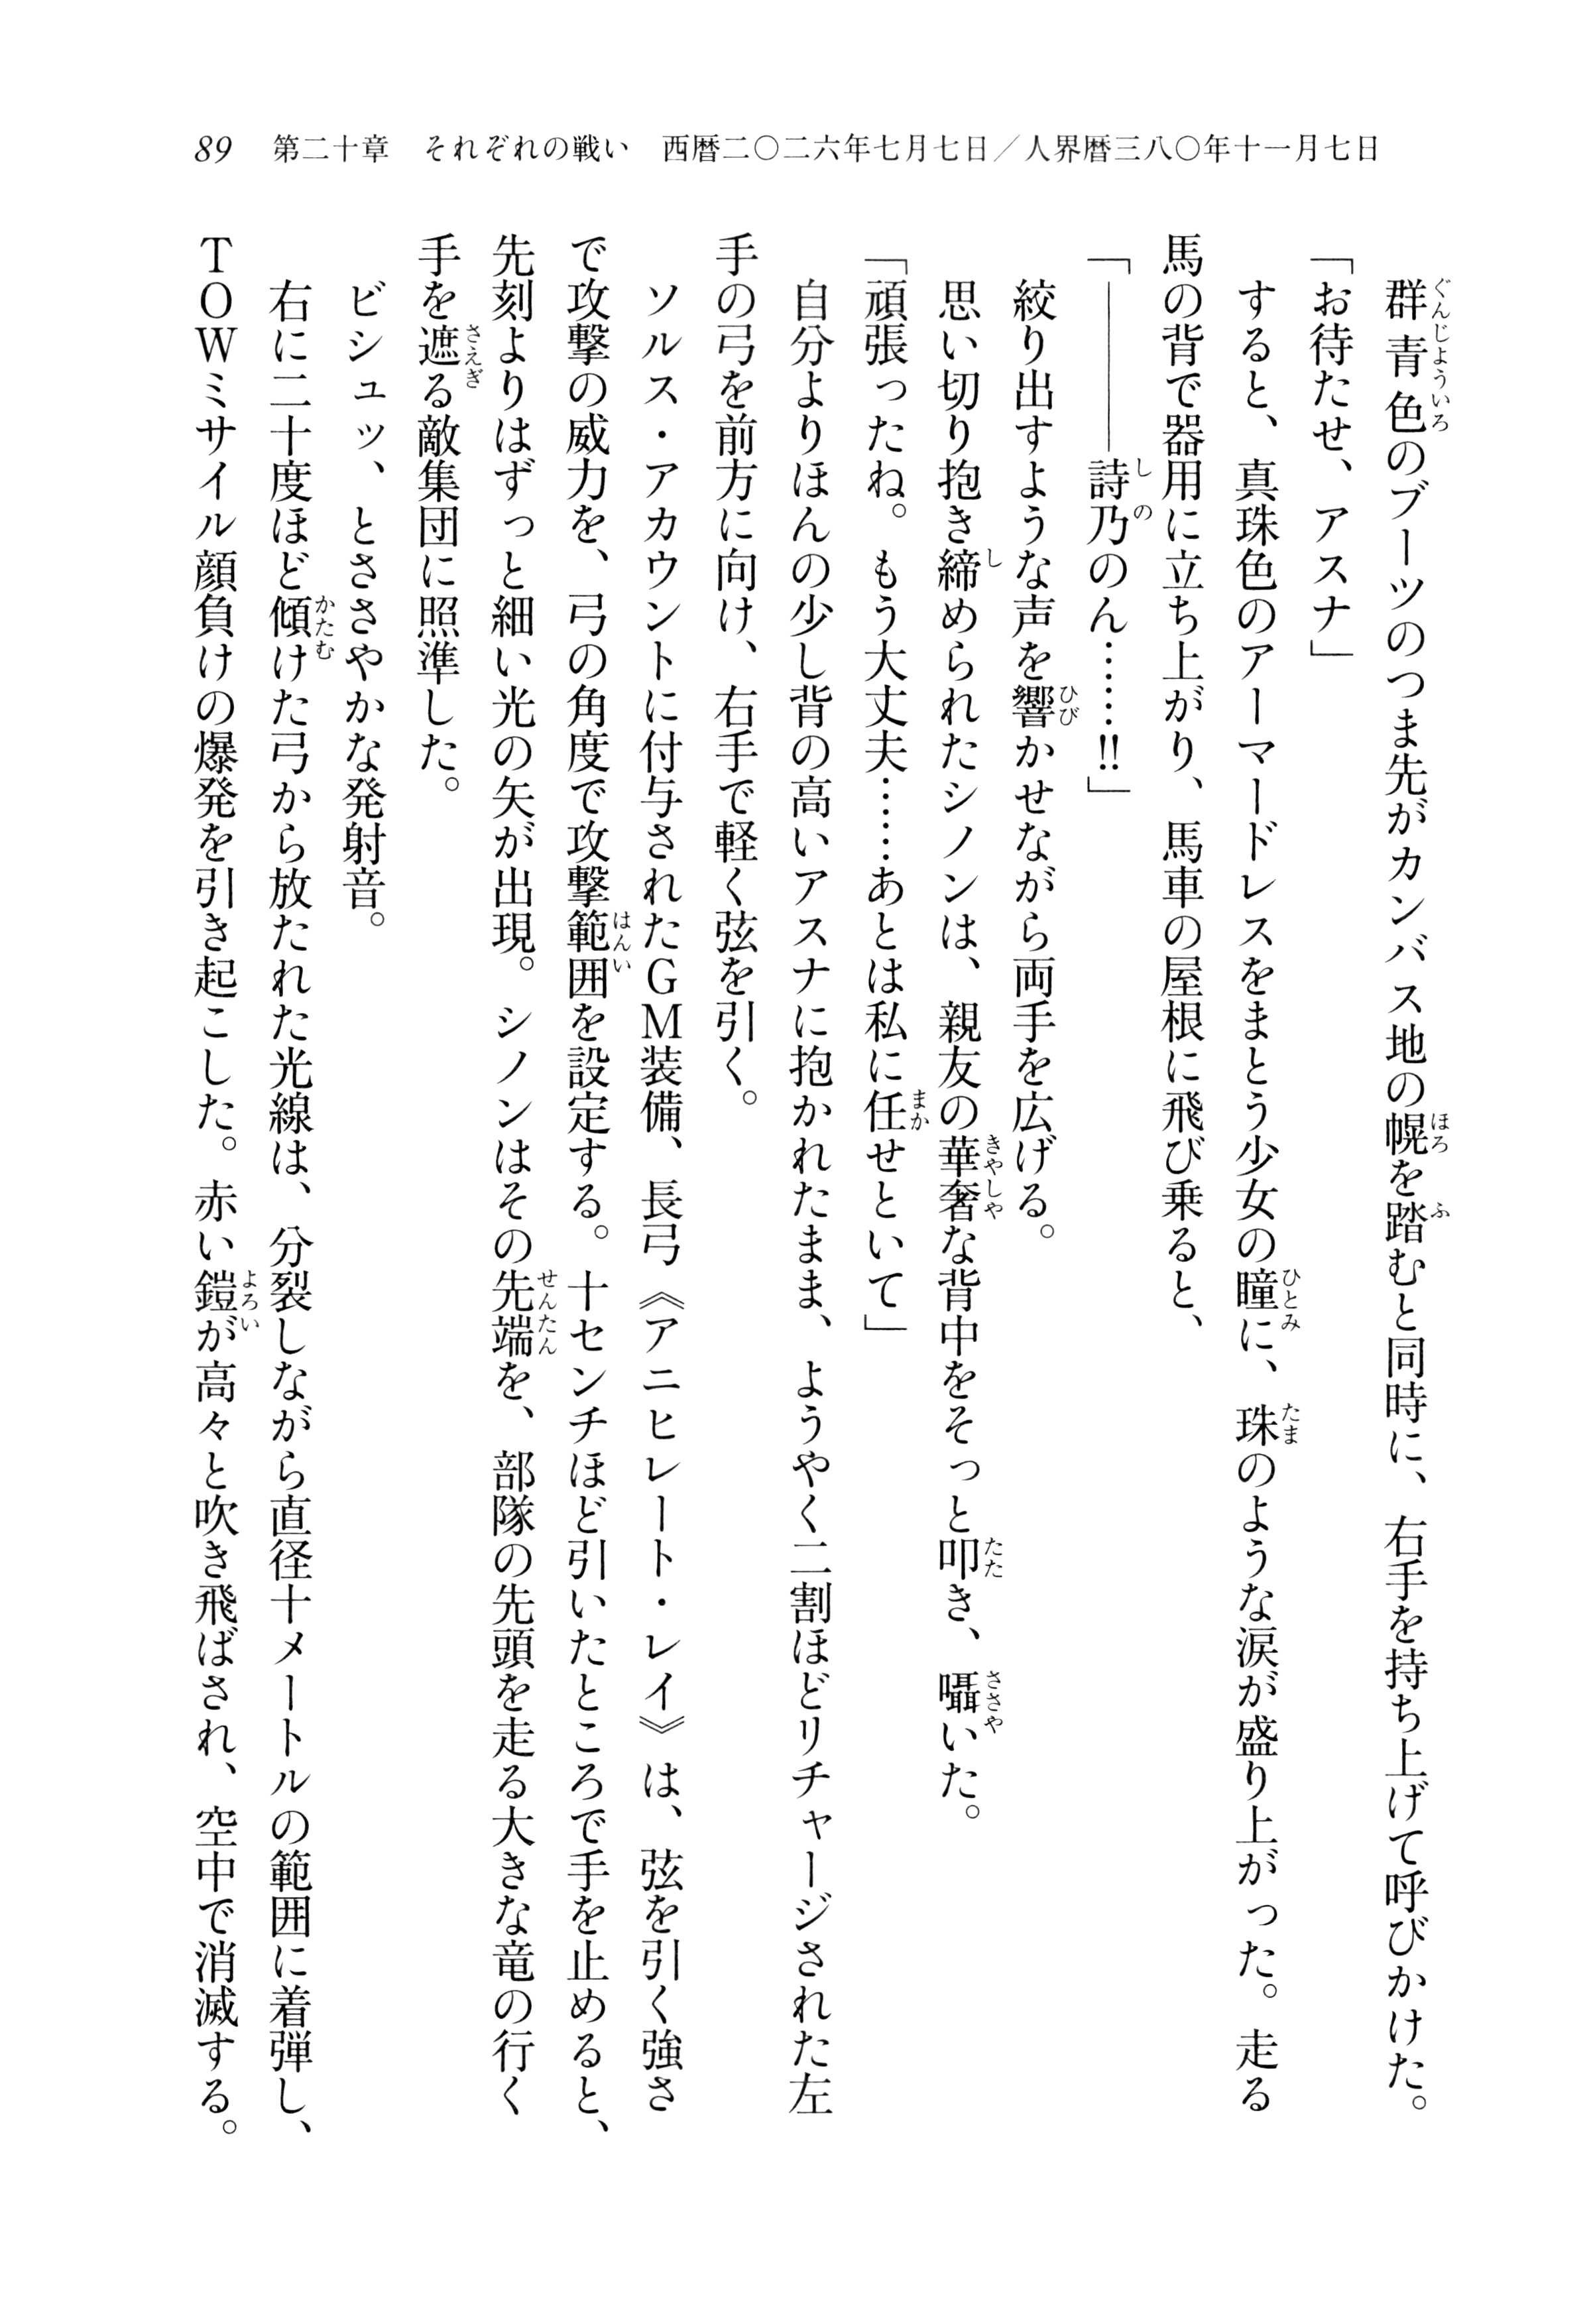 89　第二十章　それぞれの戦い　西暦二〇二六年七月七日／人界暦三八〇年十一月七日
　群青色のブーツのつま先がカンバス地の幌を踏むと同時に、右手を持ち上げて呼びかけた。
「お待たせ、アスナ」
　すると、真珠色のアーマードレスをまとう少女の瞳に、珠のような涙が盛り上がった。走る
馬の背で器用に立ち上がり、馬車の屋根に飛び乗ると、
「――――詩乃のん……‼」
　絞り出すような声を響かせながら両手を広げる。
　思い切り抱き締められたシノンは、親友の華奢な背中をそっと叩き、囁いた。
「頑張ったね。もう大丈夫……あとは私に任せといて」
　自分よりほんの少し背の高いアスナに抱かれたまま、ようやく二割ほどリチャージされた左
手の弓を前方に向け、右手で軽く弦を引く。
　ソルス・アカウントに付与されたＧＭ装備、長弓《アニヒレート・レイ》は、弦を引く強さ
で攻撃の威力を、弓の角度で攻撃範囲を設定する。十センチほど引いたところで手を止めると、
先刻よりはずっと細い光の矢が出現。シノンはその先端を、部隊の先頭を走る大きな竜の行く
手を遮る敵集団に照準した。
　ビシュッ、とささやかな発射音。
　右に二十度ほど傾けた弓から放たれた光線は、分裂しながら直径十メートルの範囲に着弾し、
ＴＯＷミサイル顔負けの爆発を引き起こした。赤い鎧が高々と吹き飛ばされ、空中で消滅する。